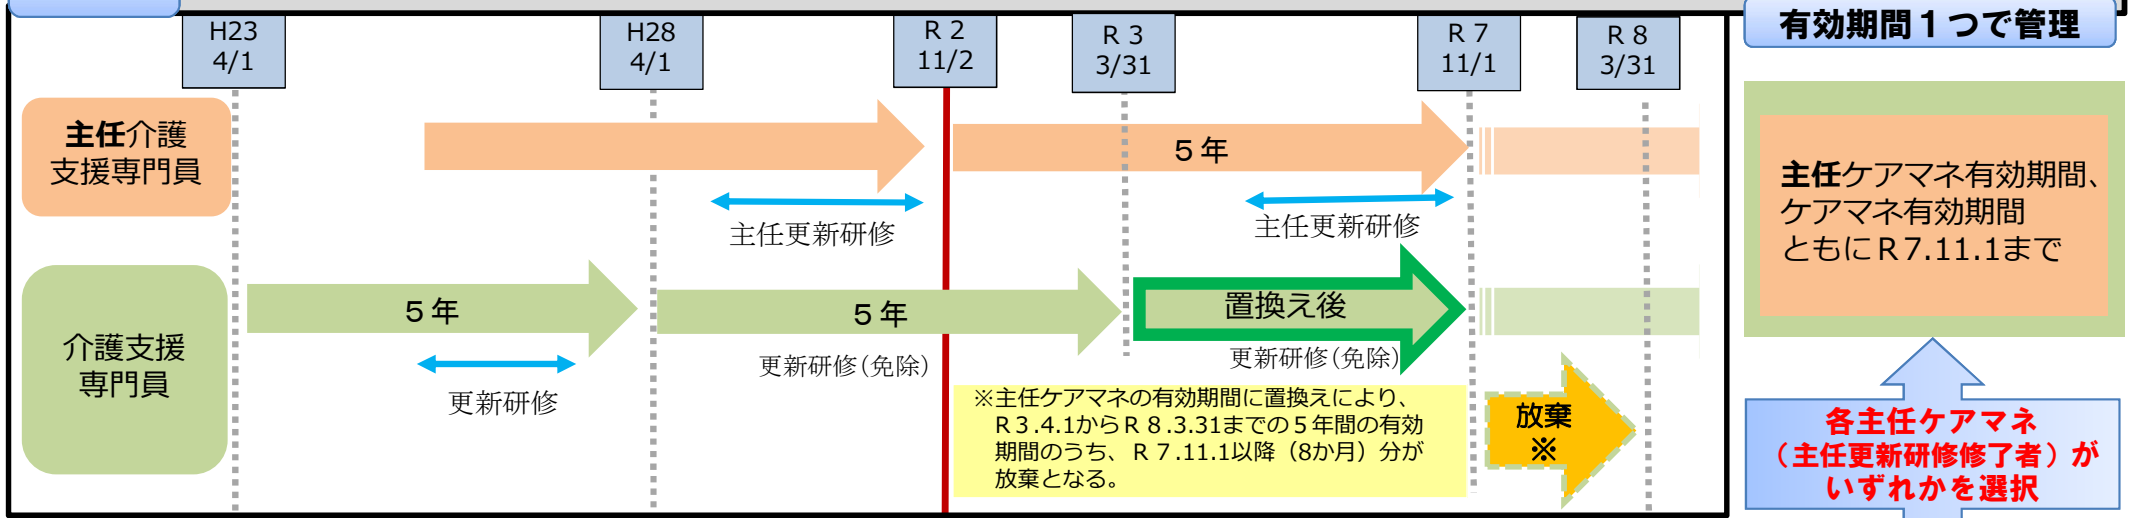 H23
4/1
H28
4/1
R 2
11/2
R 3
3/31
R 7
11/1
R 8
3/31
有効期間１つで管理
主任介護
支援専門員
５年
主任更新研修
主任更新研修
主任ケアマネ有効期間、
ケアマネ有効期間
ともにＲ7.11.1まで
介護支援
専門員
５年
５年
置換え後
更新研修
更新研修(免除)
更新研修(免除)
※主任ケアマネの有効期間に置換えにより、
Ｒ3.4.1からＲ8.3.31までの５年間の有効
期間のうち、Ｒ７.11.1以降（8か月）分が
放棄となる。
放棄
※
各主任ケアマネ
（主任更新研修修了者）が
いずれかを選択